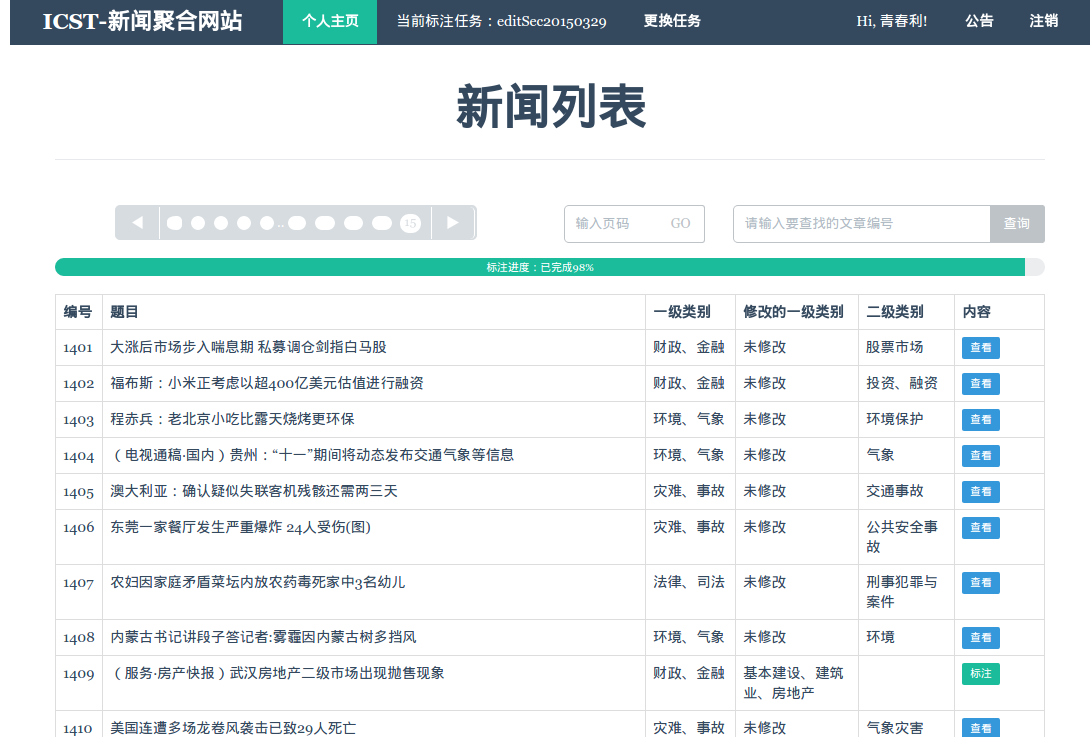 ICST-新闻聚合网站 个人主页 当前标注任务：editSec20150329 更换任务 Hi, 青春利! 公告 注销
新闻列表
◀ .. 15 ▶ 输入页码 GO 请输入要查找的文章编号 查询
标注进度：已完成98%
编号 题目 一级类别 修改的一级类别 二级类别 内容
1401 大涨后市场步入喘息期 私募调仓剑指白马股 财政、金融 未修改 股票市场 查看
1402 福布斯：小米正考虑以超400亿美元估值进行融资 财政、金融 未修改 投资、融资 查看
1403 程赤兵：老北京小吃比露天烧烤更环保 环境、气象 未修改 环境保护 查看
1404 （电视通稿·国内）贵州：“十一”期间将动态发布交通气象等信息 环境、气象 未修改 气象 查看
1405 澳大利亚：确认疑似失联客机残骸还需两三天 灾难、事故 未修改 交通事故 查看
1406 东莞一家餐厅发生严重爆炸 24人受伤(图) 灾难、事故 未修改 公共安全事 查看
故
1407 农妇因家庭矛盾菜坛内放农药毒死家中3名幼儿 法律、司法 未修改 刑事犯罪与 查看
案件
1408 内蒙古书记讲段子答记者:雾霾因内蒙古树多挡风 环境、气象 未修改 环境 查看
1409 （服务·房产快报）武汉房地产二级市场出现抛售现象 财政、金融 基本建设、建筑 标注
业、房地产
1410 美国连遭多场龙卷风袭击已致29人死亡 灾难、事故 未修改 气象灾害 查看